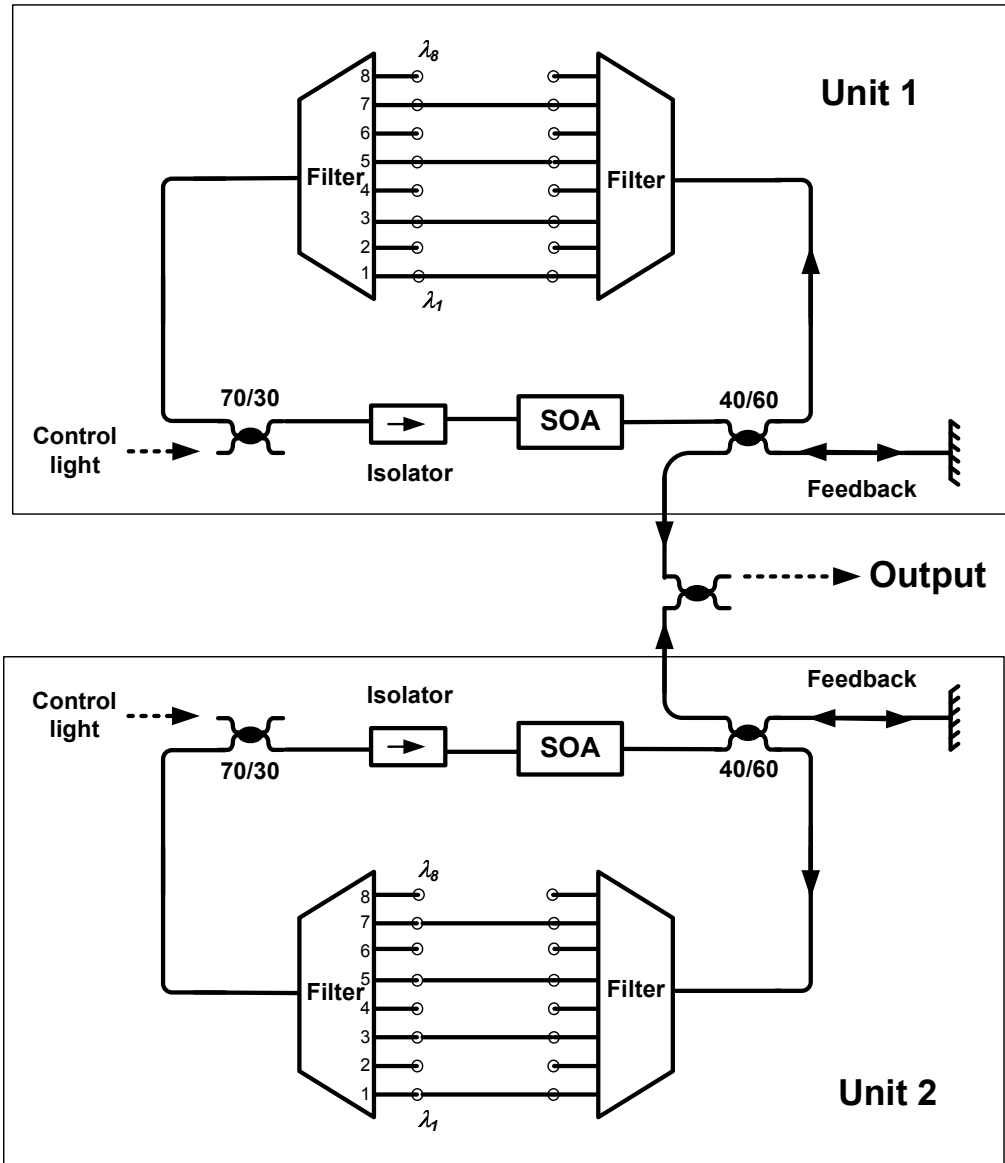 λ8
Unit 1
8
7
6
5
4
3
2
1
Filter
Filter
λ1
70/30
40/60
Control
light
SOA
Isolator
Feedback
Output
Control
light
Isolator
Feedback
SOA
70/30
40/60
λ8
8
7
6
5
4
3
2
1
Filter
Filter
λ1
Unit 2